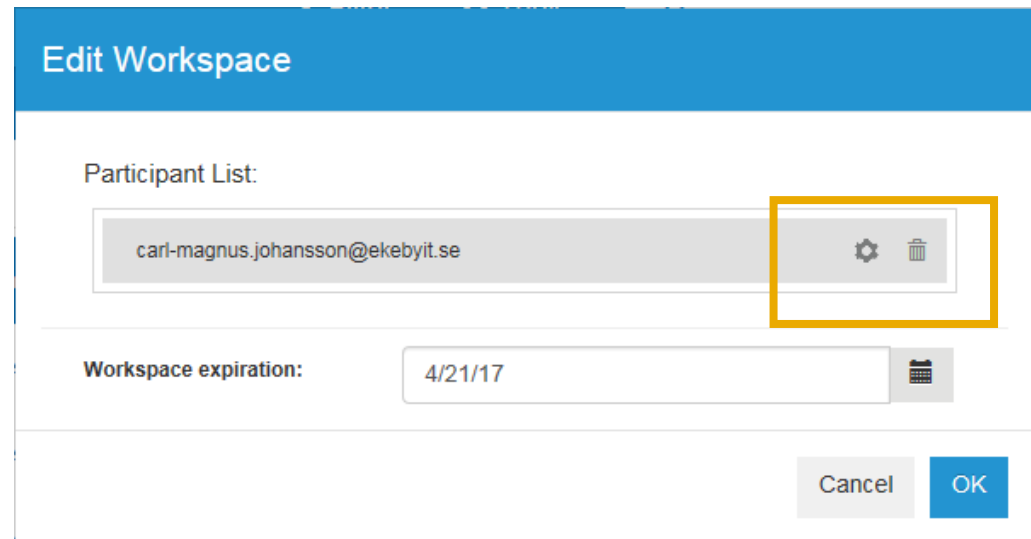 Edit Workspace
Participant List:
carl-magnus.johansson@ekebyit.se
Workspace expiration: 4/21/17
Cancel OK